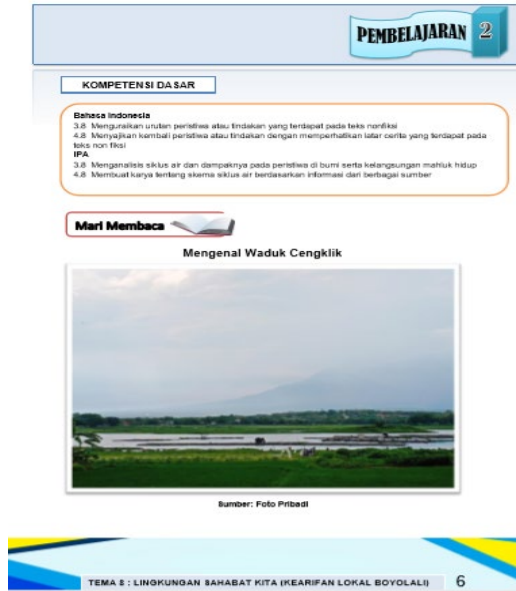 PEMBELAJARAN 2
KOMPETENSI DASAR
Bahasa Indonesia
3.8 Menguraikan urutan peristiwa atau tindakan yang terdapat pada teks nonfiksi
4.8 Menyajikan kembali peristiwa atau tindakan dengan memperhatikan latar cerita yang terdapat pada
teks non fiksi
IPA
3.8 Menganalisis siklus air dan dampaknya pada peristiwa di bumi serta kelangsungan mahluk hidup
4.8 Membuat karya tentang skema siklus air berdasarkan informasi dari berbagai sumber
Mari Membaca
Mengenal Waduk Cengklik
Sumber: Foto Pribadi
TEMA 8 : LINGKUNGAN SAHABAT KITA (KEARIFAN LOKAL BOYOLALI) 6